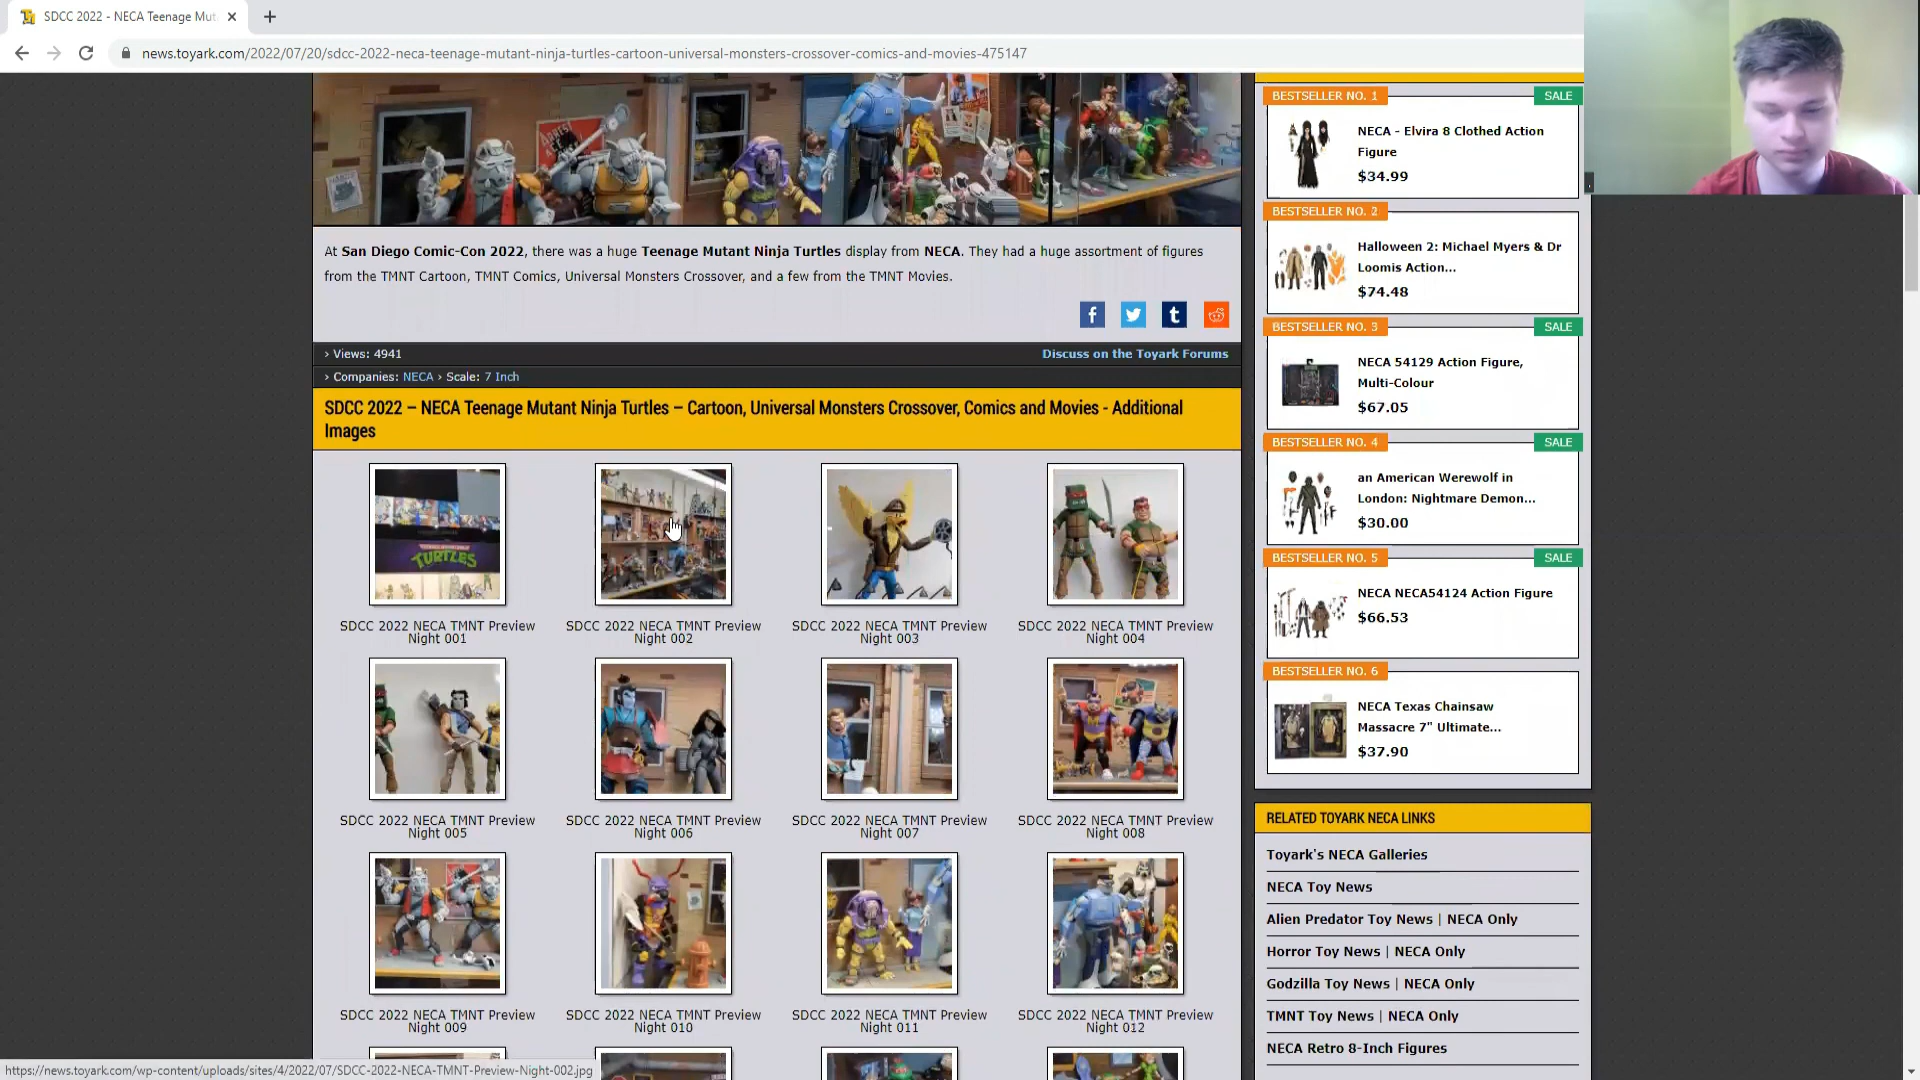 SDCC 2022 - NECA Teenage Mut
news.toyark.com/2022/07/20/sdcc-2022-neca-teenage-mutant-ninja-turtles-cartoon-universal-monsters-crossover-comics-and-movies-475147
At San Diego Comic-Con 2022, there was a huge Teenage Mutant Ninja Turtles display from NECA. They had a huge assortment of figures
from the TMNT Cartoon, TMNT Comics, Universal Monsters Crossover, and a few from the TMNT Movies.
› Views: 4941
Discuss on the Toyark Forums
› Companies: NECA › Scale: 7 Inch
SDCC 2022 – NECA Teenage Mutant Ninja Turtles – Cartoon, Universal Monsters Crossover, Comics and Movies - Additional
Images
TURTLES
SDCC 2022 NECA TMNT Preview
Night 001
SDCC 2022 NECA TMNT Preview
Night 002
SDCC 2022 NECA TMNT Preview
Night 003
SDCC 2022 NECA TMNT Preview
Night 004
SDCC 2022 NECA TMNT Preview
Night 005
SDCC 2022 NECA TMNT Preview
Night 006
SDCC 2022 NECA TMNT Preview
Night 007
SDCC 2022 NECA TMNT Preview
Night 008
SDCC 2022 NECA TMNT Preview
Night 009
SDCC 2022 NECA TMNT Preview
Night 010
SDCC 2022 NECA TMNT Preview
Night 011
SDCC 2022 NECA TMNT Preview
Night 012
BESTSELLER NO. 1
SALE
NECA - Elvira 8 Clothed Action
Figure
$34.99
BESTSELLER NO. 2
Halloween 2: Michael Myers & Dr
Loomis Action...
$74.48
BESTSELLER NO. 3
SALE
NECA 54129 Action Figure,
Multi-Colour
$67.05
BESTSELLER NO. 4
SALE
an American Werewolf in
London: Nightmare Demon...
$30.00
BESTSELLER NO. 5
SALE
NECA NECA54124 Action Figure
$66.53
BESTSELLER NO. 6
NECA Texas Chainsaw
Massacre 7" Ultimate...
$37.90
RELATED TOYARK NECA LINKS
Toyark's NECA Galleries
NECA Toy News
Alien Predator Toy News | NECA Only
Horror Toy News | NECA Only
Godzilla Toy News | NECA Only
TMNT Toy News | NECA Only
NECA Retro 8-Inch Figures
https://news.toyark.com/wp-content/uploads/sites/4/2022/07/SDCC-2022-NECA-TMNT-Preview-Night-002.jpg